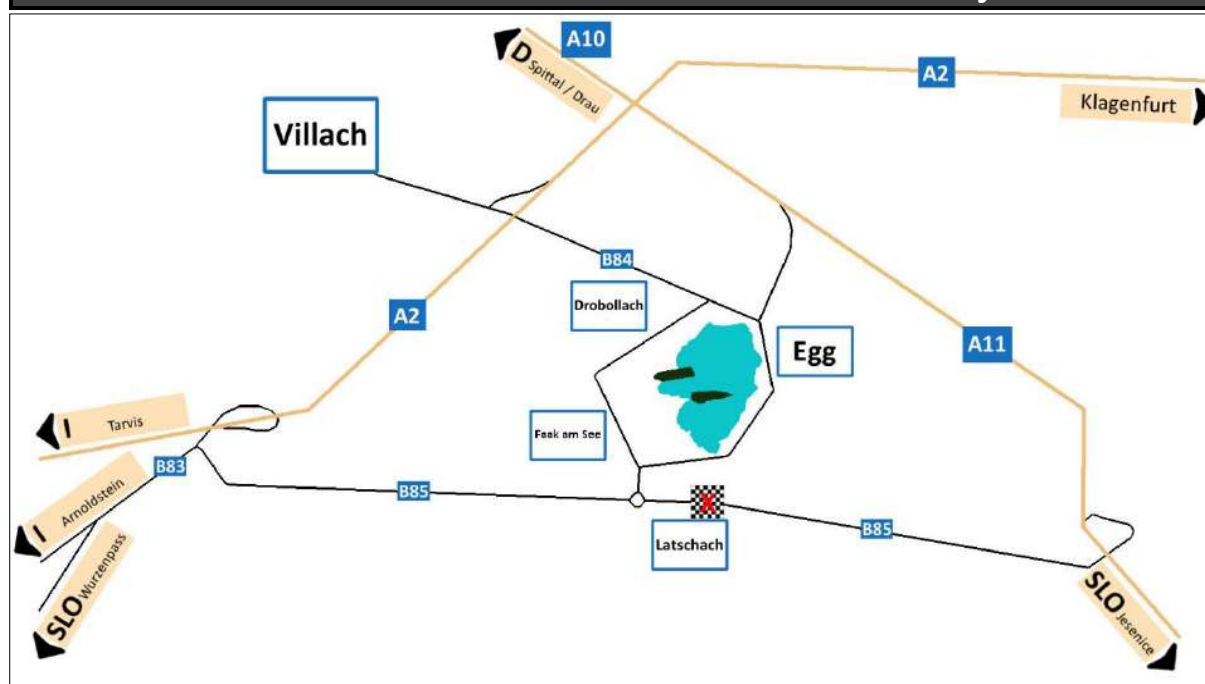 A10
D Spittal / Drau
A2
Klagenfurt
Villach
B84
Drobollach
A2
Egg
A11
I Tarvis
Faak am See
B83
I Arnoldstein
B85
X
B85
Latschach
SLO Wurzenpass
SLO Jesenice